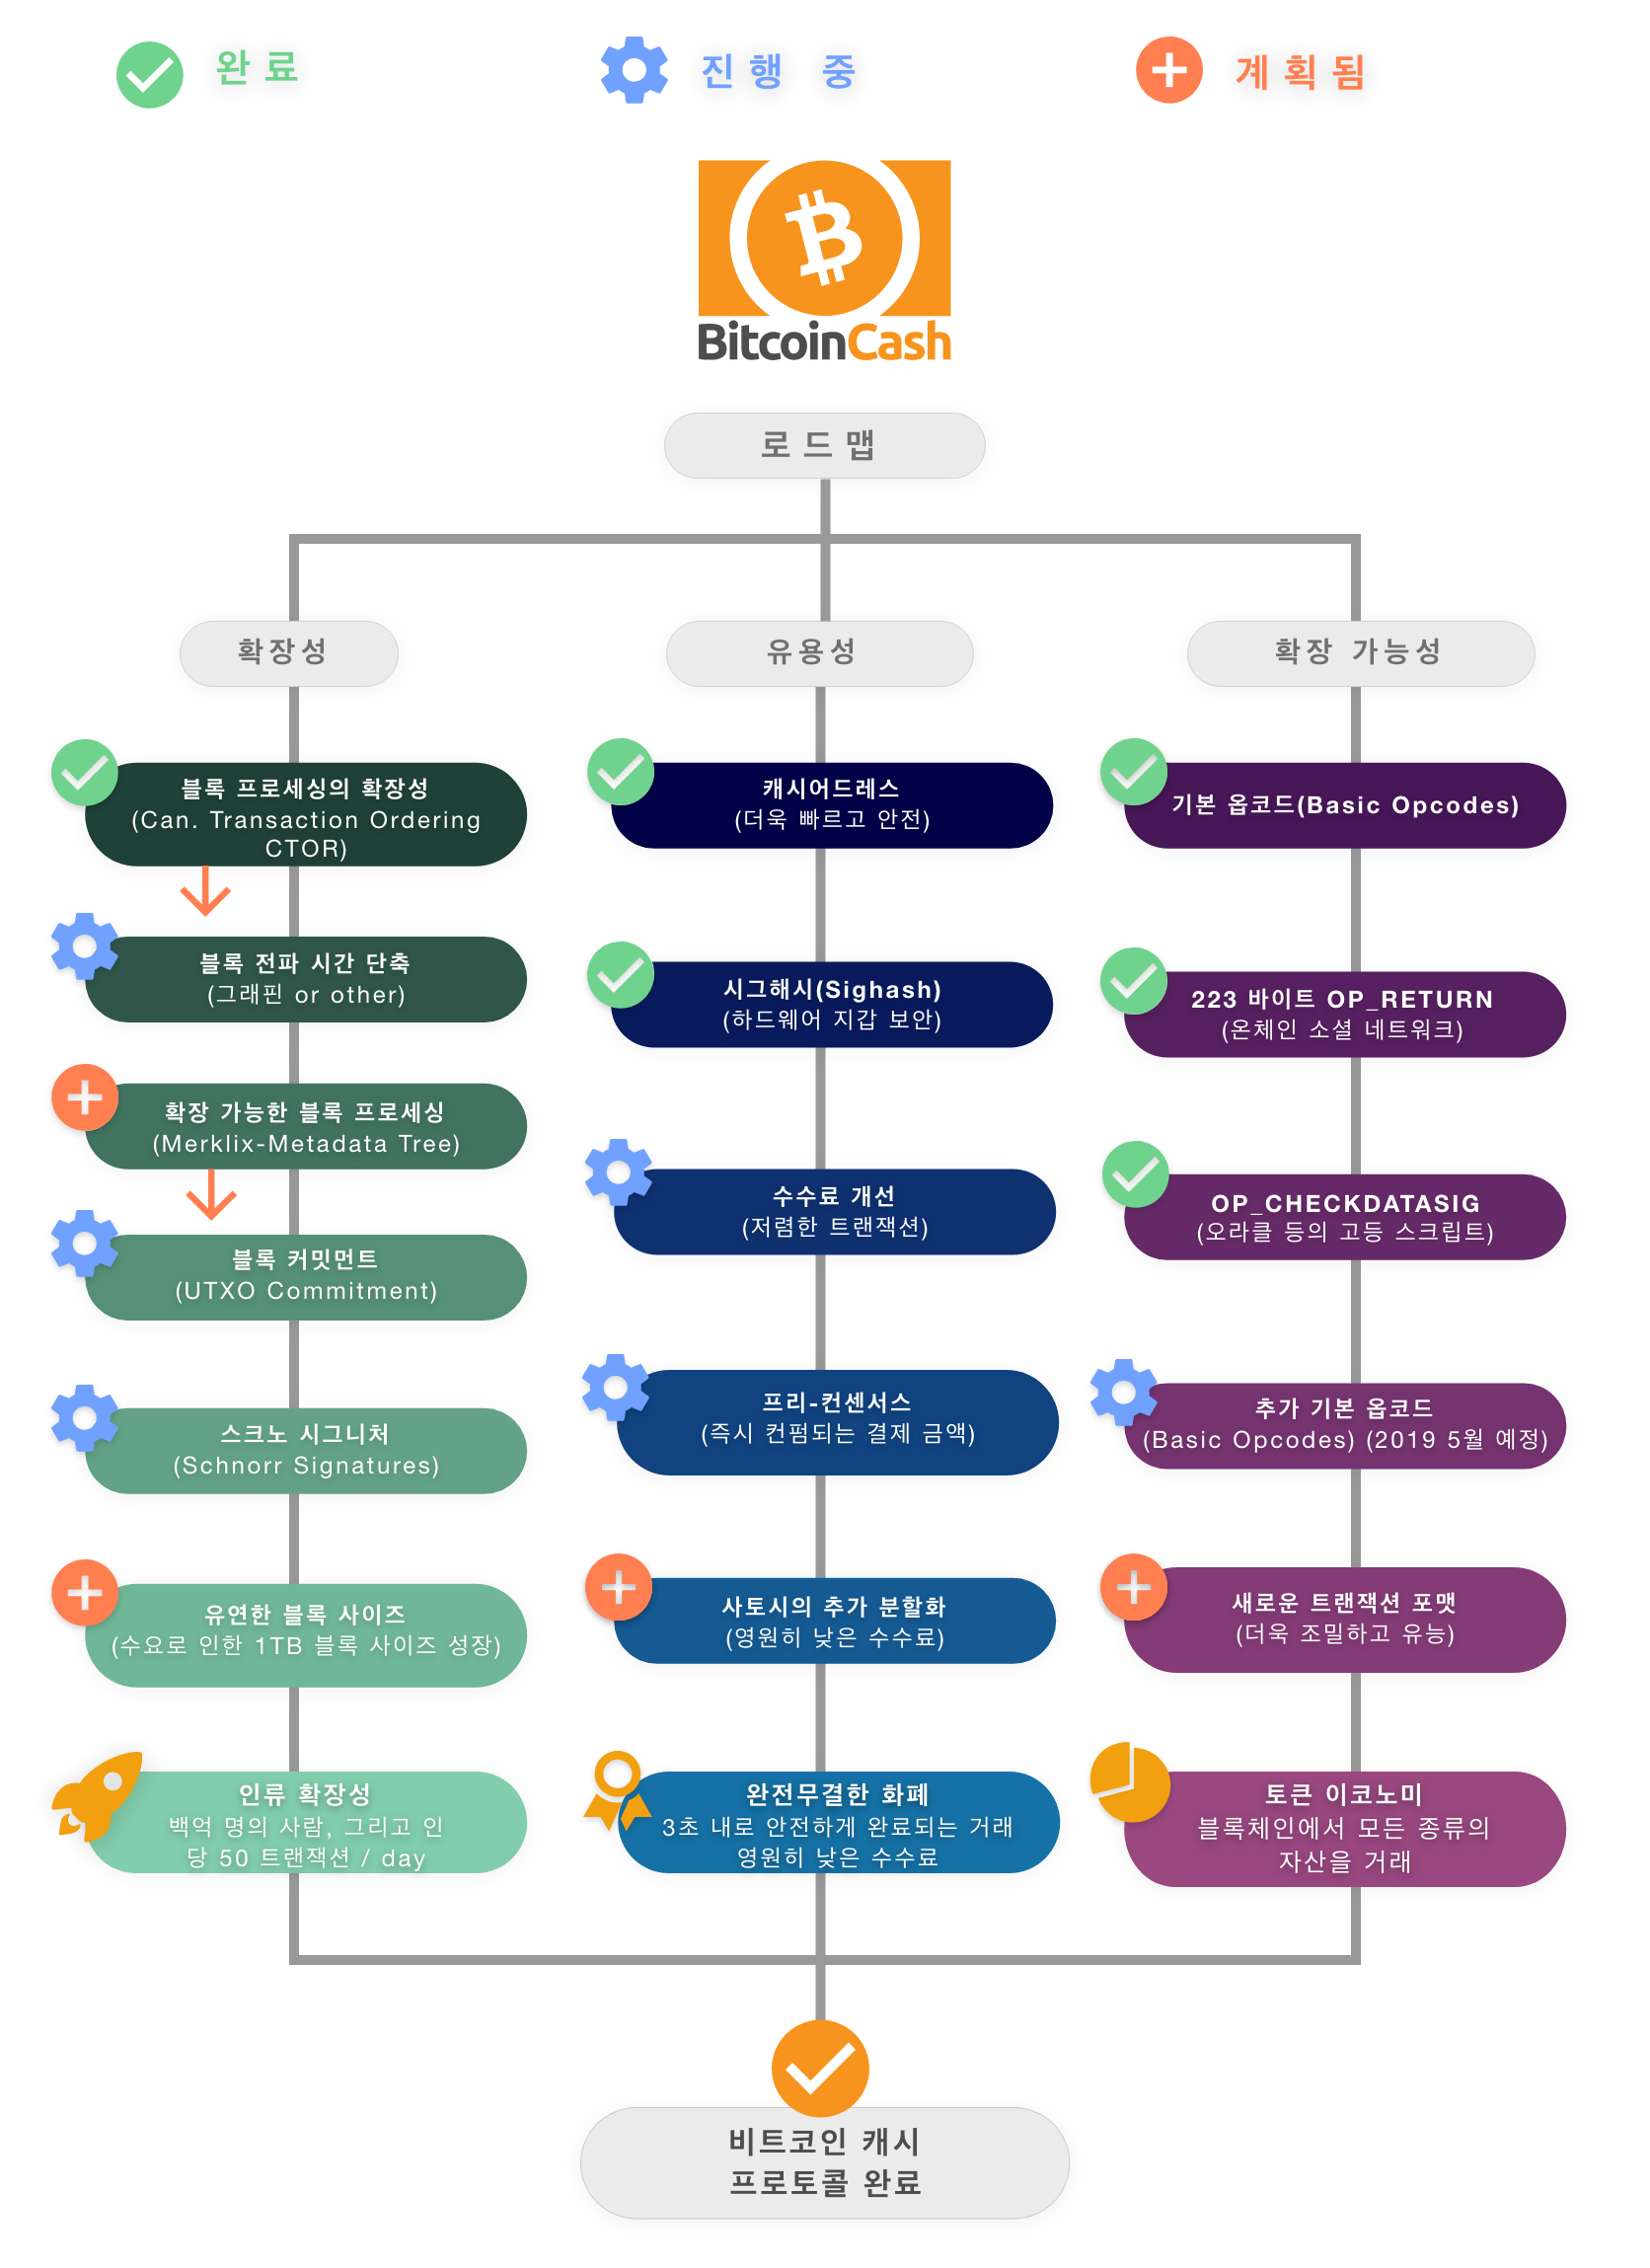 완료
진행 중
계획됨
BitcoinCash
로드맵
확장성
유용성
확장 가능성
블록 프로세싱의 확장성
(Can. Transaction Ordering
CTOR)
블록 전파 시간 단축
(그래핀 or other)
확장 가능한 블록 프로세싱
(Merklix-Metadata Tree)
블록 커밋먼트
(UTXO Commitment)
스크노 시그니처
(Schnorr Signatures)
유연한 블록 사이즈
(수요로 인한 1TB 블록 사이즈 성장)
인류 확장성
백억 명의 사람, 그리고 인
당 50 트랜잭션 / day
캐시어드레스
(더욱 빠르고 안전)
시그해시(Sighash)
(하드웨어 지갑 보안)
수수료 개선
(저렴한 트랜잭션)
프리-컨센서스
(즉시 컨펌되는 결제 금액)
사토시의 추가 분할화
(영원히 낮은 수수료)
완전무결한 화폐
3초 내로 안전하게 완료되는 거래
영원히 낮은 수수료
기본 옵코드(Basic Opcodes)
223 바이트 OP_RETURN
(온체인 소셜 네트워크)
OP_CHECKDATASIG
(오라클 등의 고등 스크립트)
추가 기본 옵코드
(Basic Opcodes) (2019 5월 예정)
새로운 트랜잭션 포맷
(더욱 조밀하고 유능)
토큰 이코노미
블록체인에서 모든 종류의
자산을 거래
비트코인 캐시
프로토콜 완료